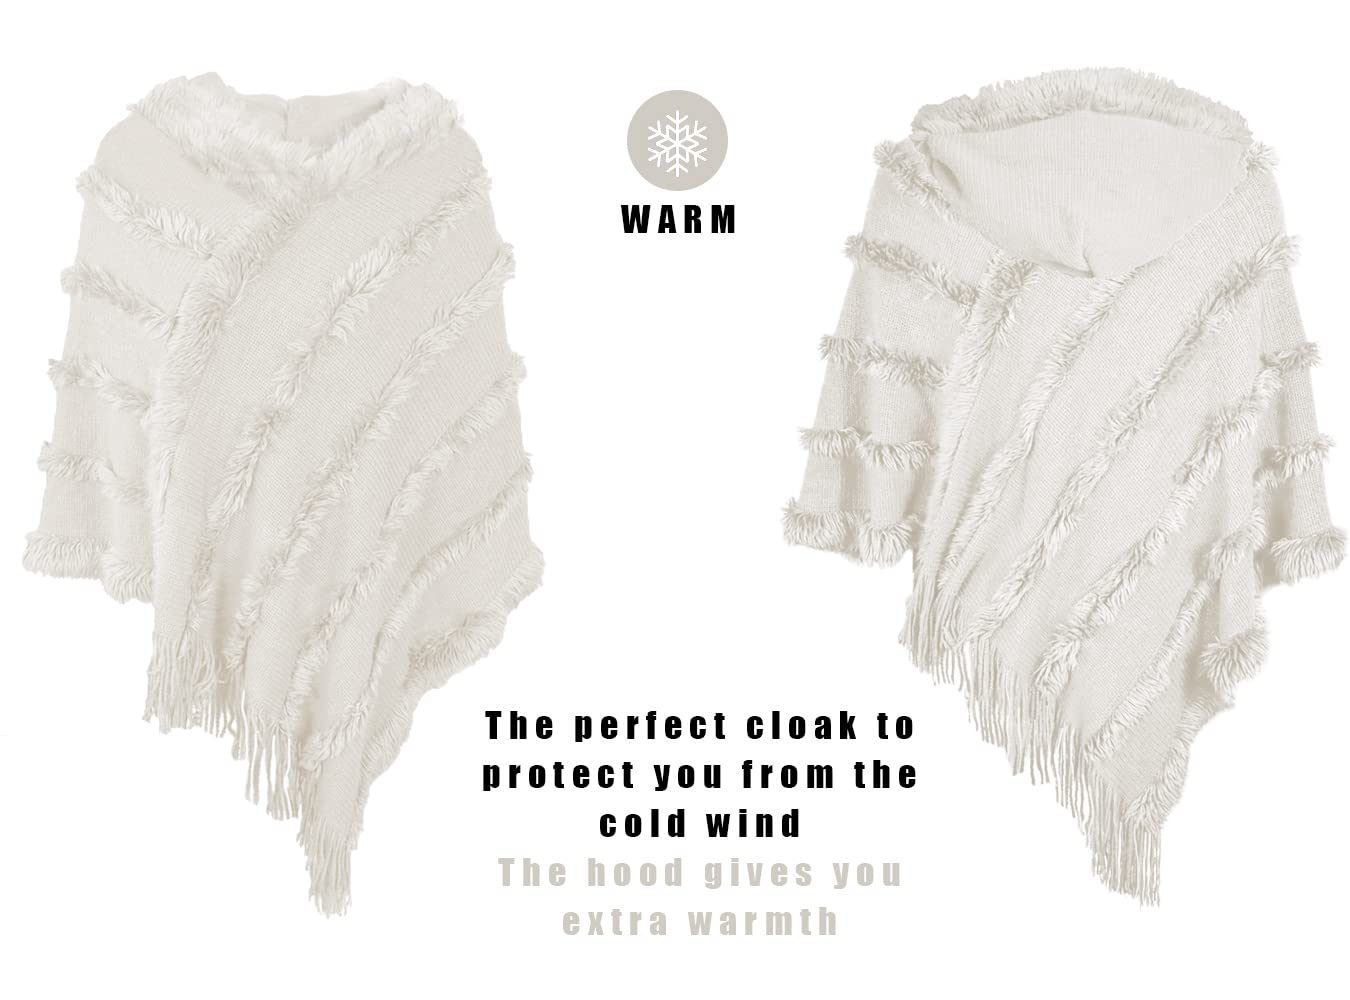 WARM
The perfect cloak to
protect you from the
cold wind
The hood gives you
extra warmth